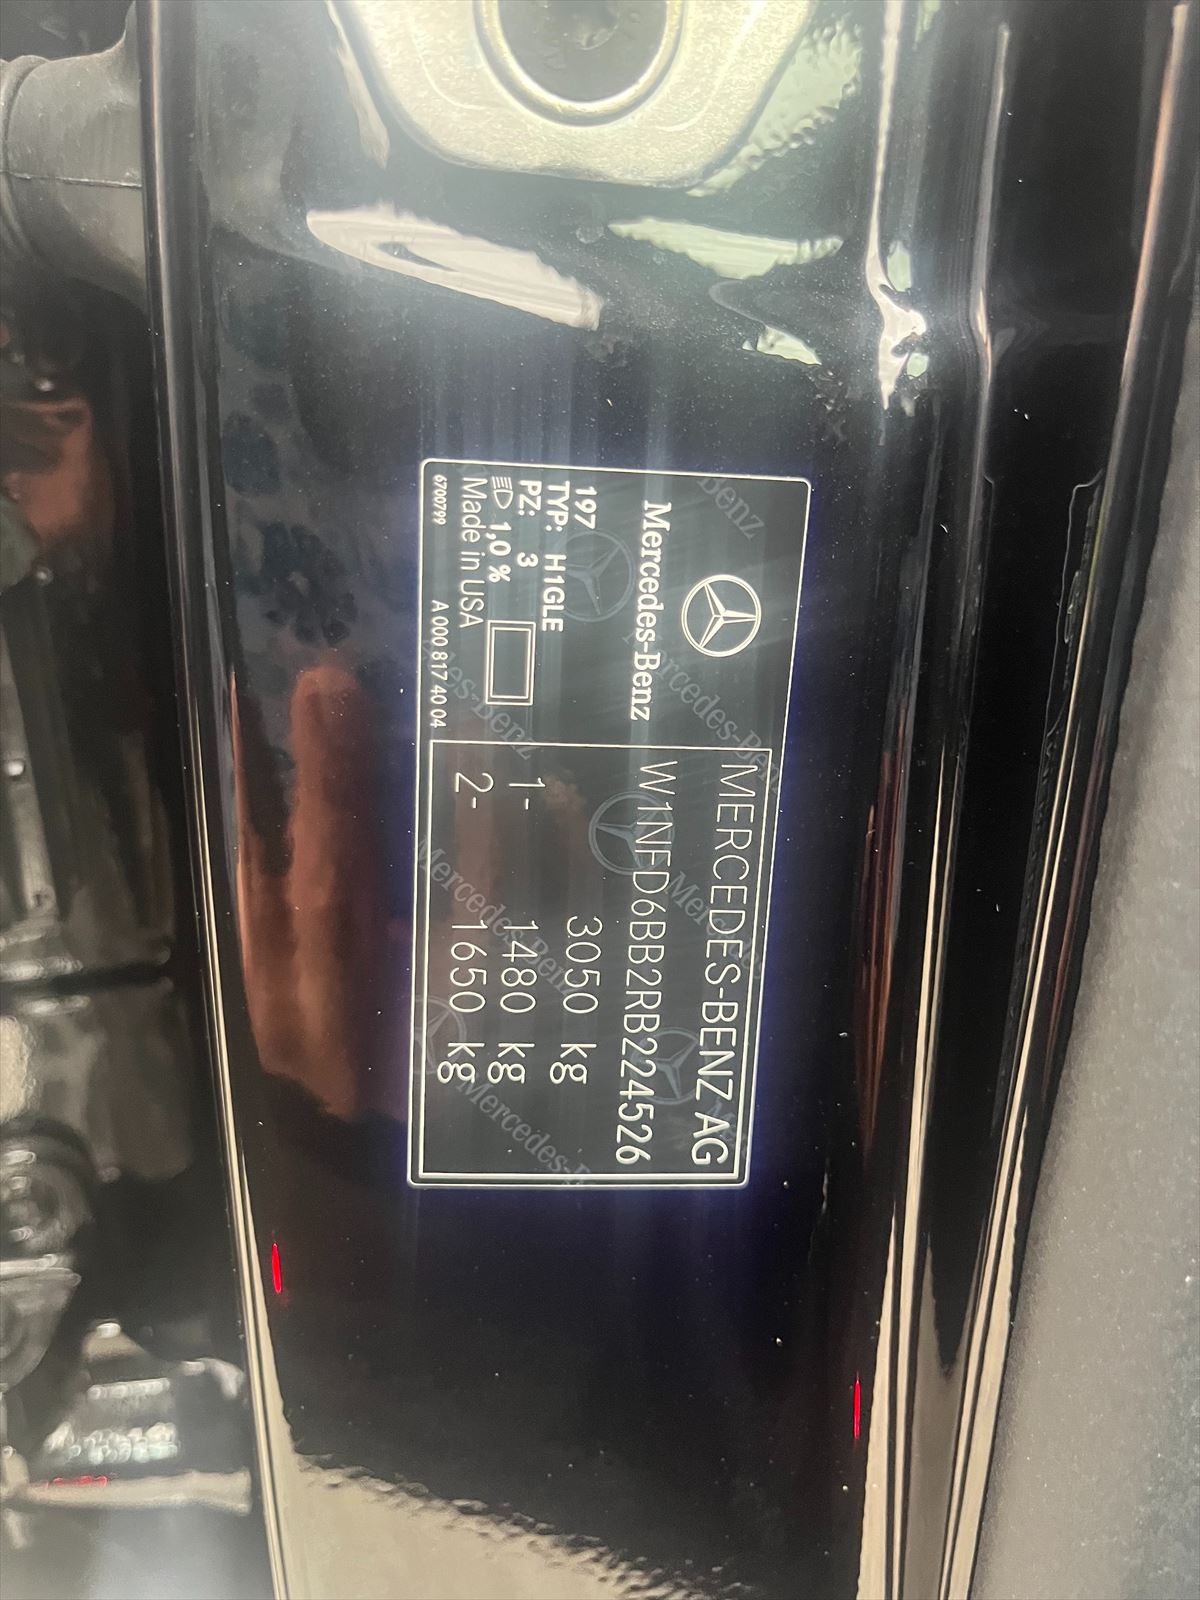 Mercedes-Benz
197
TYP: H1GLE
PZ: 3
1,0 %
Made in USA
6700799 A 000 817 40 04
MERCEDES-BENZ AG
W1NFD6BB2RB224526
3050 kg
1- 1480 kg
2- 1650 kg